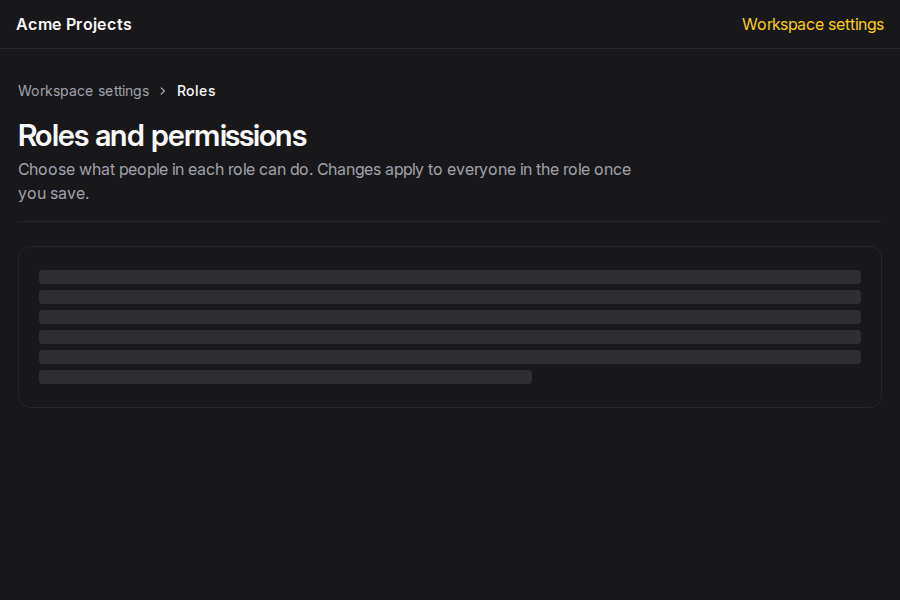 Acme Projects
Workspace settings
Workspace settings > Roles
Roles and permissions
Choose what people in each role can do. Changes apply to everyone in the role once
you save.